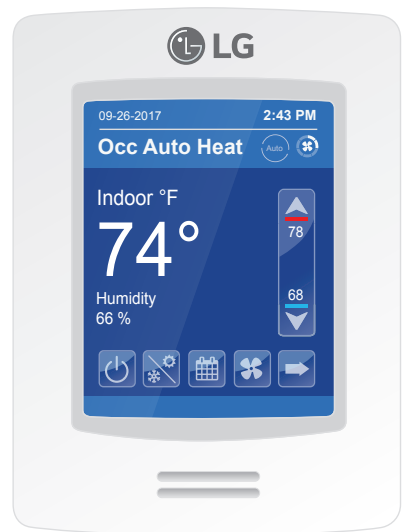 LG
09-26-2017 2:43 PM
Occ Auto Heat Auto
Indoor °F
74°
78
Humidity
66 %
68